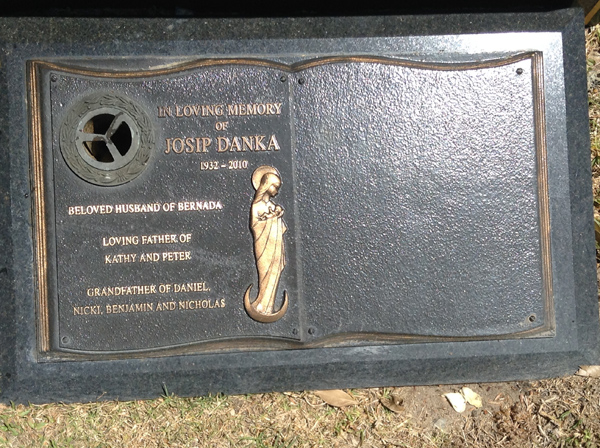 IN LOVING MEMORY
OF
JOSIP DANKA
1932 - 2010
BELOVED HUSBAND OF BERNADA
LOVING FATHER OF
KATHY AND PETER
GRANDFATHER OF DANIEL,
NICKI, BENJAMIN AND NICHOLAS